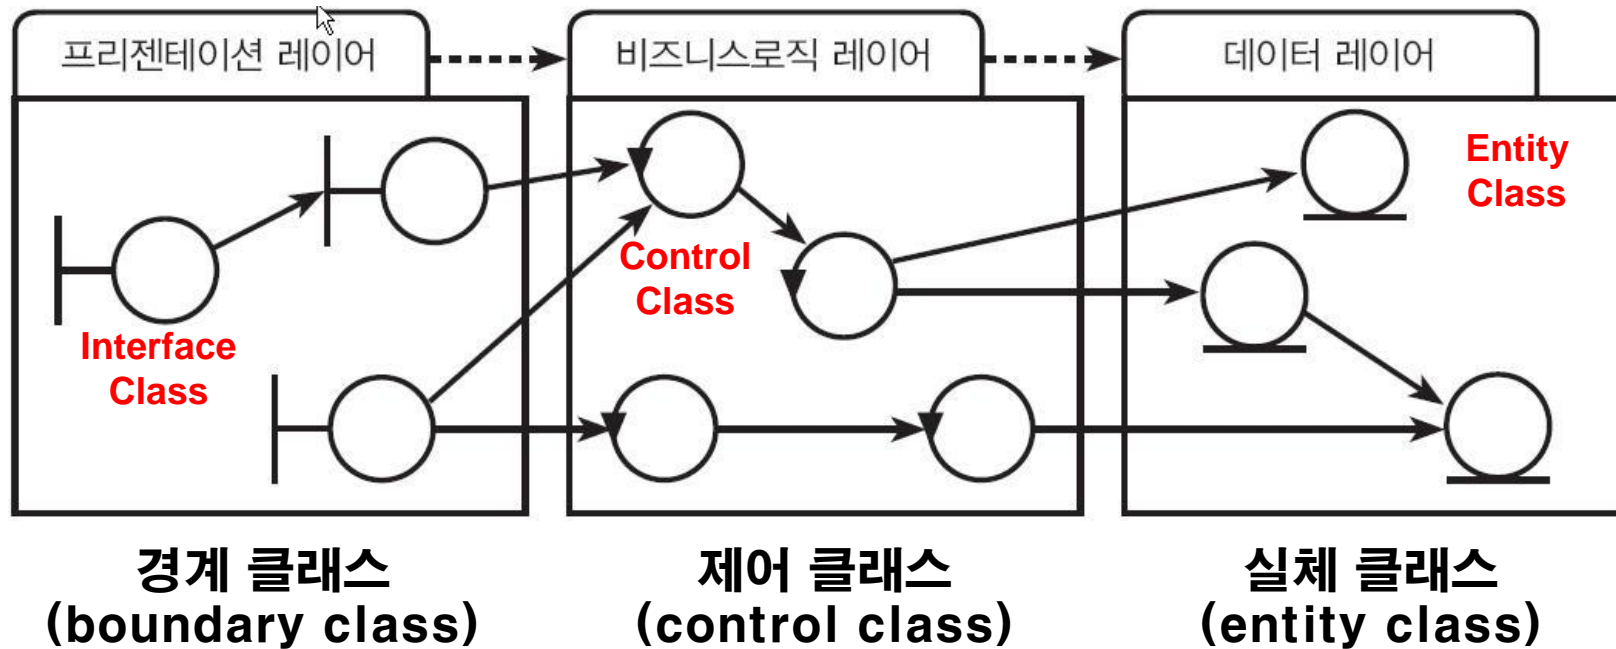 프리젠테이션 레이어
비즈니스로직 레이어
데이터 레이어
Interface
Class
Control
Class
Entity
Class
경계 클래스
(boundary class)
제어 클래스
(control class)
실체 클래스
(entity class)